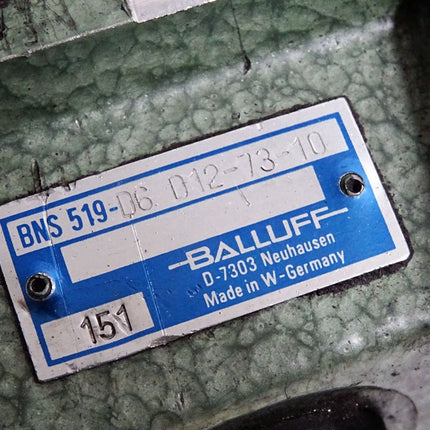 BNS 519-D6 D12-73-10
BALLUFF
D-7303 Neuhausen
Made in W-Germany
151